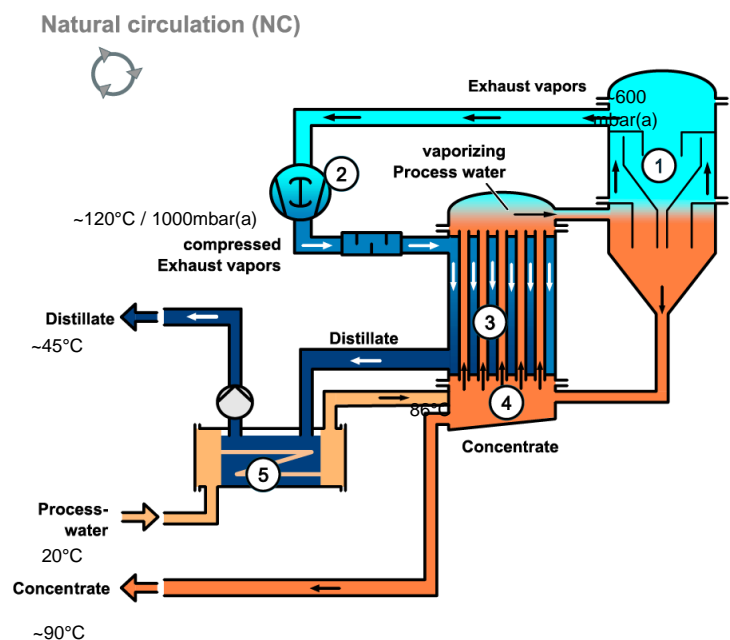 Natural circulation (NC)
Exhaust vapors
~600
mbar(a)
1
vaporizing
Process water
2
~120°C / 1000mbar(a)
compressed
Exhaust vapors
Distillate
~45°C
Distillate
3
86°C
4
Concentrate
5
Process-
water
20°C
Concentrate
~90°C